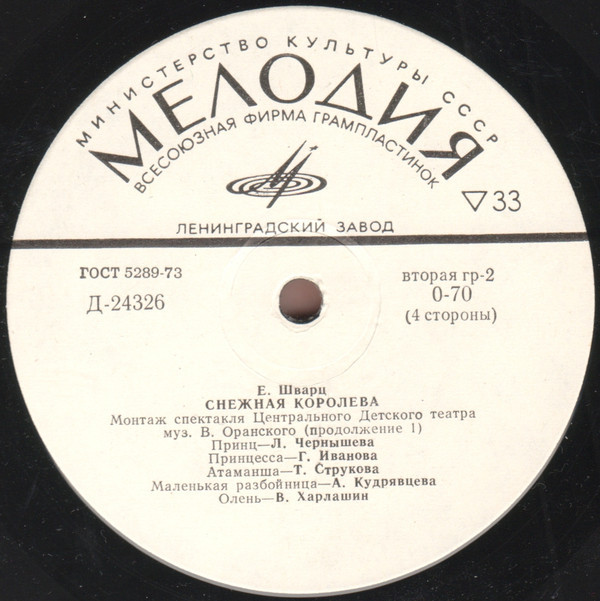 МИНИСТЕРСТВО КУЛЬТУРЫ СССР
МЕЛОДИЯ
ВСЕСОЮЗНАЯ ФИРМА ГРАМПЛАСТИНОК
▽33
ЛЕНИНГРАДСКИЙ ЗАВОД
ГОСТ 5289-73
Д-24326
вторая гр-2
0-70
(4 стороны)
Е. Шварц
СНЕЖНАЯ КОРОЛЕВА
Монтаж спектакля Центрального Детского театра
муз. В. Оранского (продолжение 1)
Принц—Л. Чернышева
Принцесса—Г. Иванова
Атаманша—Т. Струкова
Маленькая разбойница—А. Кудрявцева
Олень—В. Харлашин